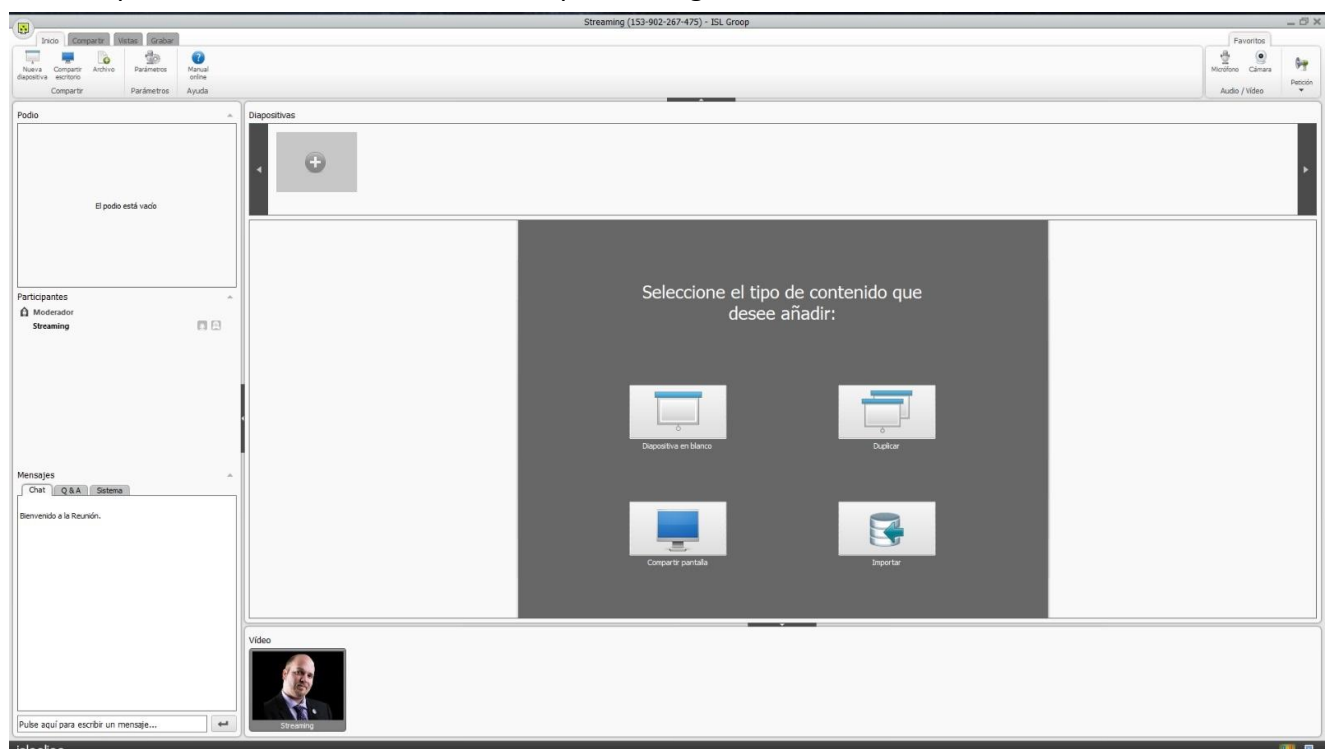 Streaming (153-902-267-475) - ISL Groop
Inicio Compartir Vistas Grabar
Favoritos
Nueva diapositiva
Compartir escritorio
Archivo
Parámetros
Manual online
Micrófono
Cámara
Petición
Compartir
Parámetros
Ayuda
Audio / Vídeo
Podio
El podio está vacío
Participantes
Moderador
Streaming
Mensajes
Chat Q & A Sistema
Bienvenido a la Reunión.
Pulse aquí para escribir un mensaje...
Diapositivas
Seleccione el tipo de contenido que
desee añadir:
Diapositiva en blanco
Duplicar
Compartir pantalla
Importar
Vídeo
Streaming